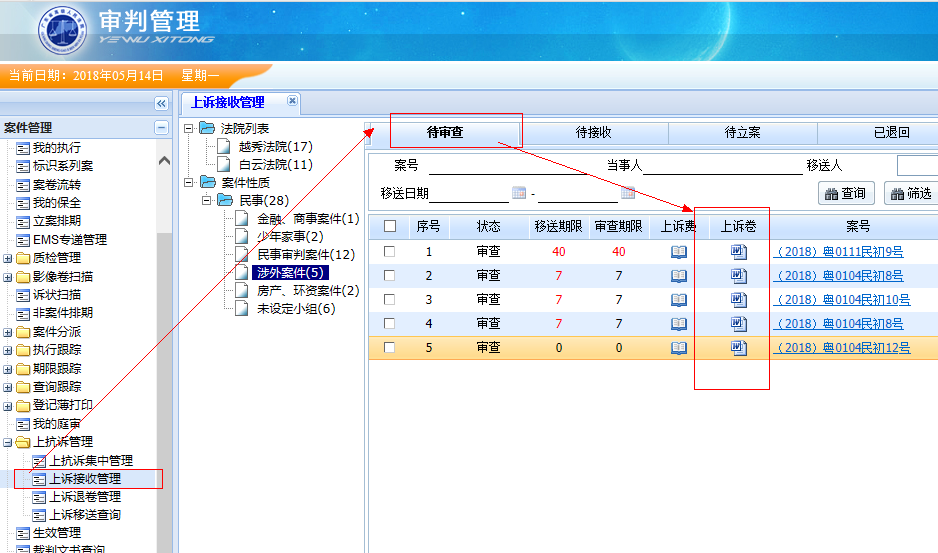 审判管理
YEWU XITONG
当前日期：2018年05月14日 星期一
案件管理
我的执行
标识系列案
案卷流转
我的保全
立案排期
EMS专递管理
质检管理
影像卷扫描
诉状扫描
非案件排期
案件分派
执行跟踪
期限跟踪
查询跟踪
登记薄打印
我的庭审
上抗诉管理
上抗诉集中管理
上诉接收管理
上诉退卷管理
上诉移送查询
生效管理
裁判文书查询
上诉接收管理
法院列表
越秀法院(17)
白云法院(11)
案件性质
民事(28)
金融、商事案件(1)
少年家事(2)
民事审判案件(12)
涉外案件(5)
房产、环资案件(2)
未设定小组(6)
待审查 待接收 待立案 已退回
案号 当事人 移送人
移送日期 - 查询 筛选
序号 状态 移送期限 审查期限 上诉费 上诉卷 案号
1 审查 40 40 （2018）粤0111民初9号
2 审查 7 7 （2018）粤0104民初8号
3 审查 7 7 （2018）粤0104民初10号
4 审查 7 7 （2018）粤0104民初8号
5 审查 0 0 （2018）粤0104民初12号